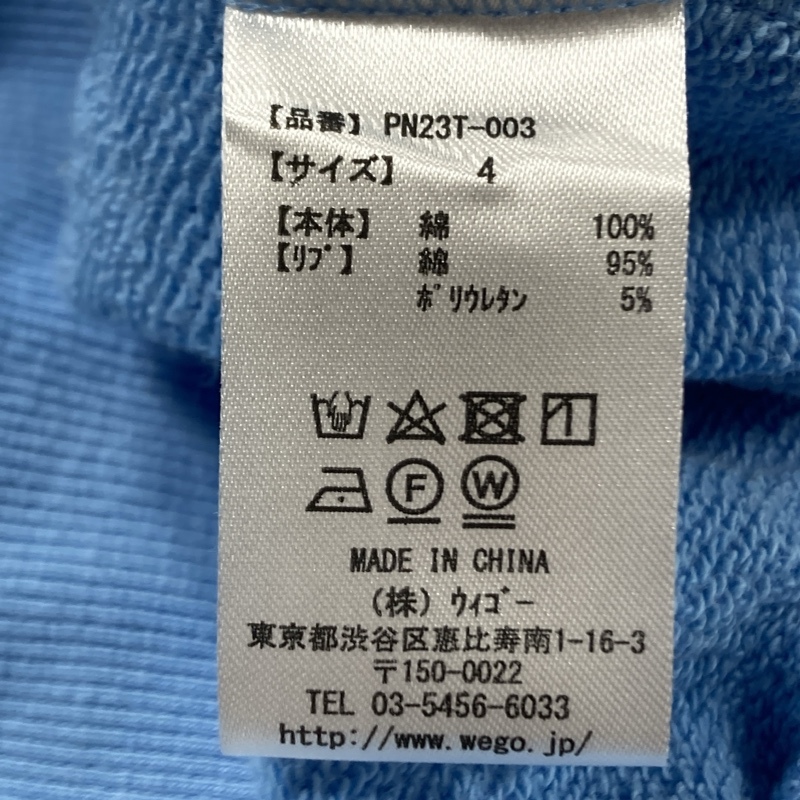 【品番】 PN23T-003
【サイズ】 4
【本体】 綿 100%
【ﾘﾌﾞ】 綿 95%
ﾎﾟﾘｳﾚﾀﾝ 5%
F W
MADE IN CHINA
(株) ｳｨｺﾞｰ
東京都渋谷区恵比寿南1-16-3
〒150-0022
TEL 03-5456-6033
http://www.wego.jp/